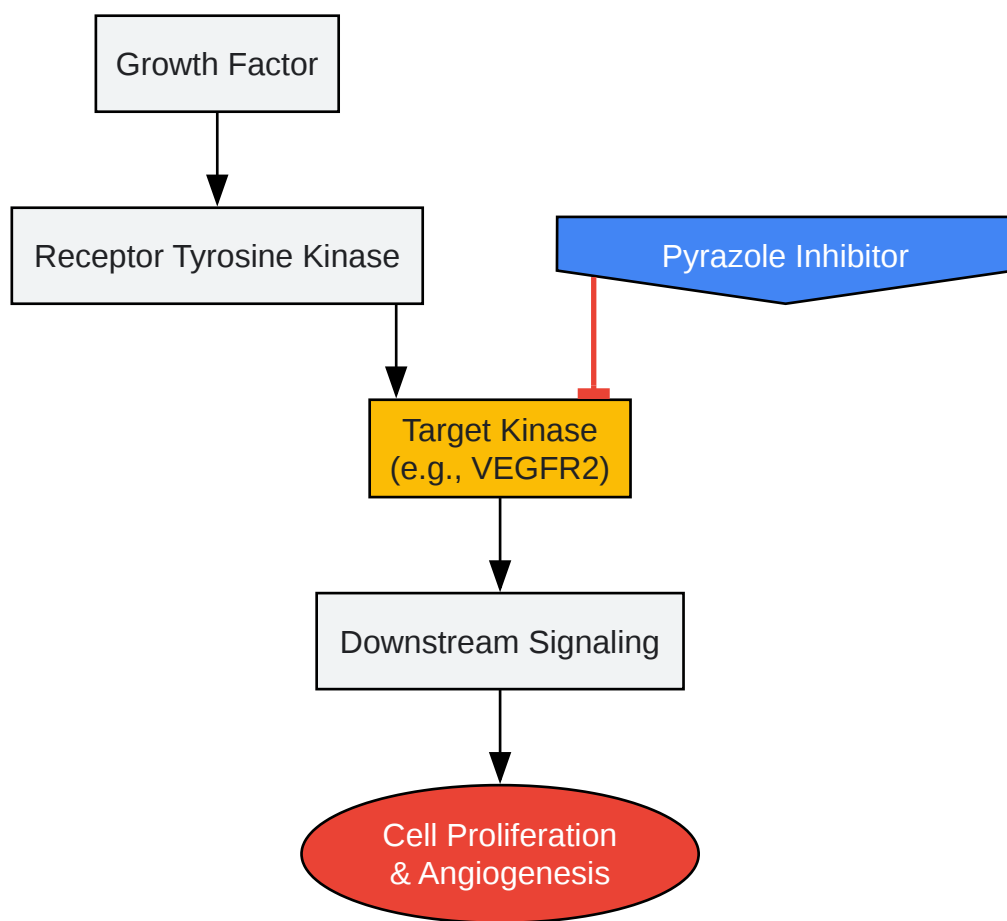 Growth Factor
Receptor Tyrosine Kinase
Pyrazole Inhibitor
Target Kinase
(e.g., VEGFR2)
Downstream Signaling
Cell Proliferation
& Angiogenesis